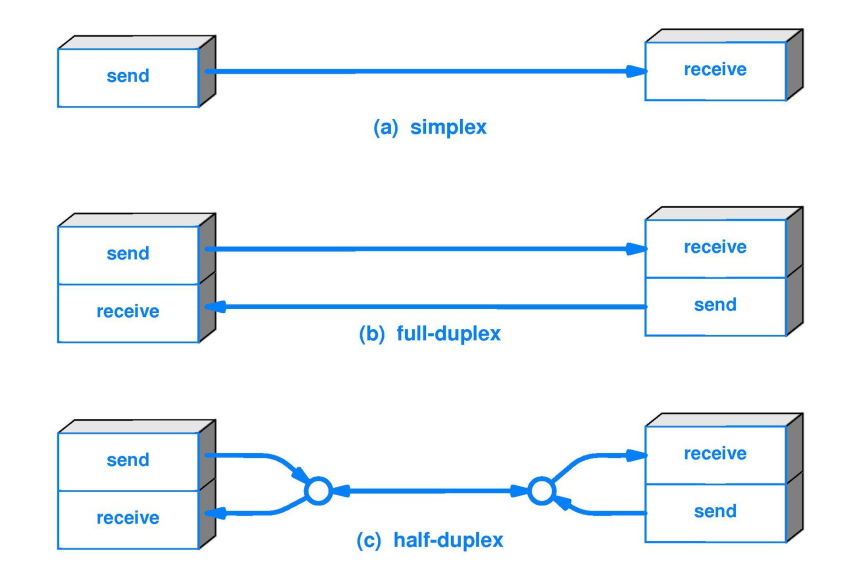 send
receive
(a) simplex
send
receive
receive
send
(b) full-duplex
send
receive
receive
send
(c) half-duplex